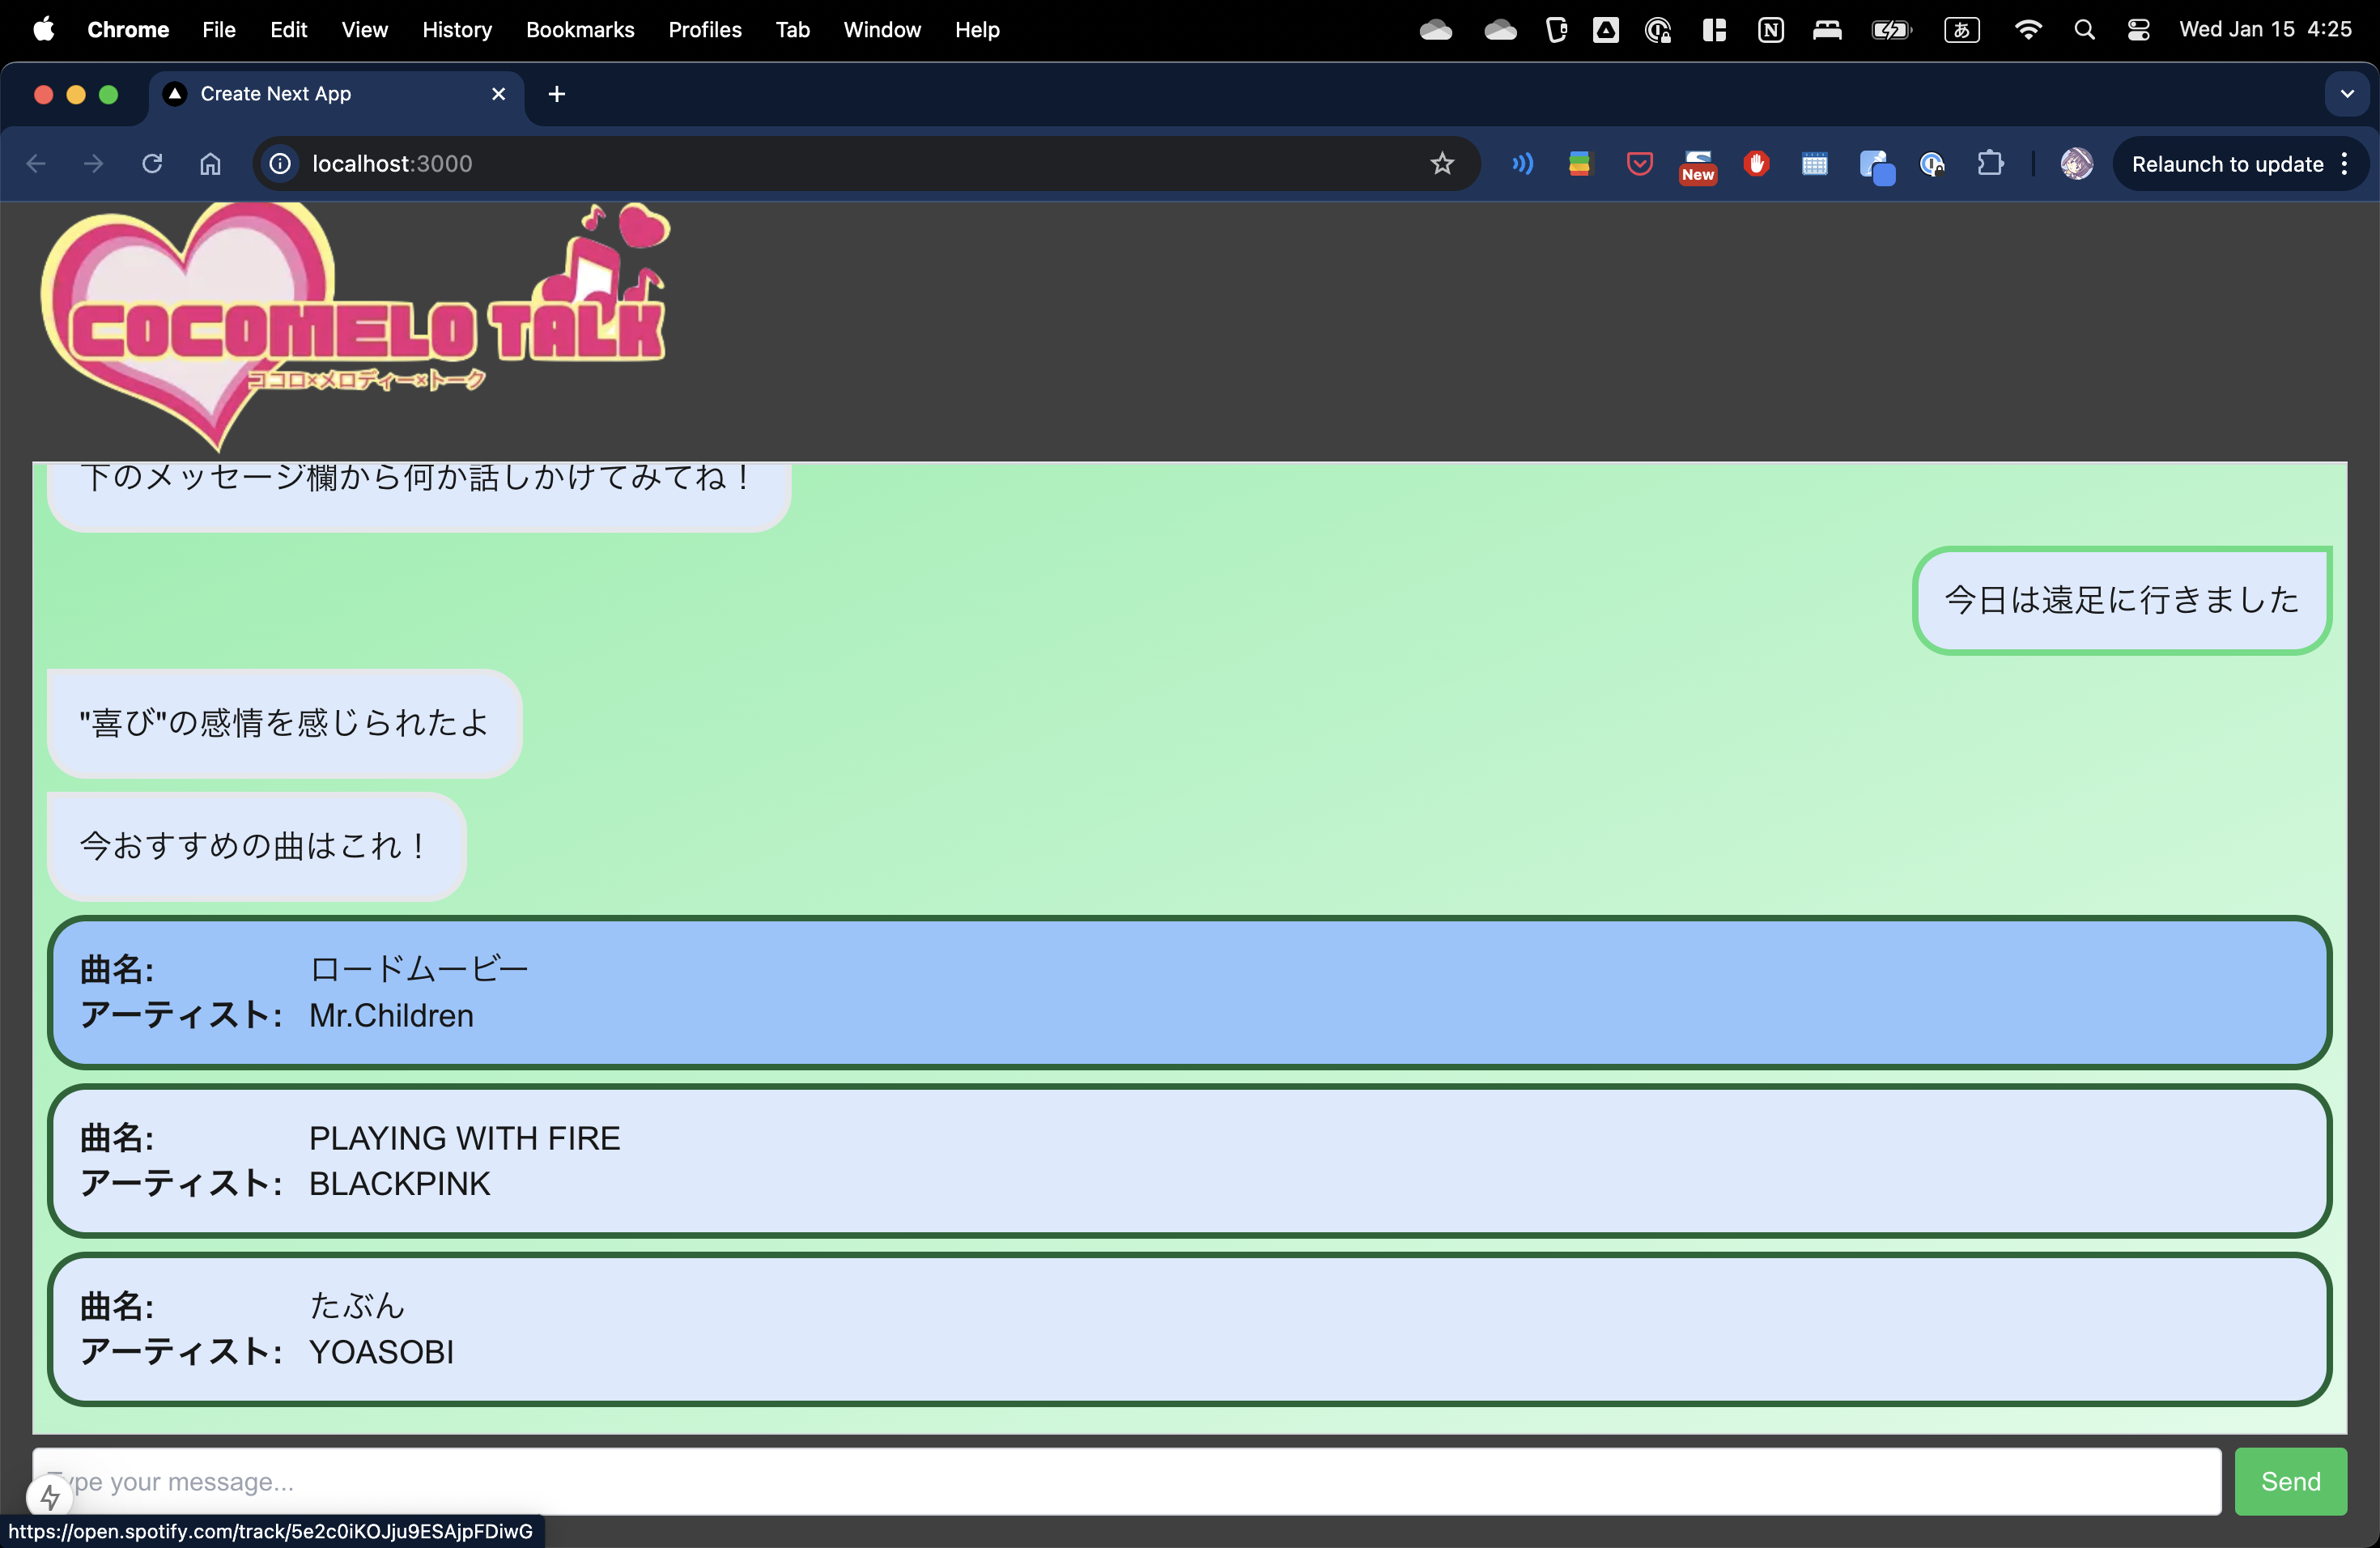 Chrome File Edit View History Bookmarks Profiles Tab Window Help あ Wed Jan 15 4:25
Create Next App
localhost:3000
New
Relaunch to update
COCOMELO TALK
ココロ×メロディー×トーク
下のメッセージ欄から何か話しかけてみてね！
今日は遠足に行きました
"喜び"の感情を感じられたよ
今おすすめの曲はこれ！
曲名: ロードムービー
アーティスト: Mr.Children
曲名: PLAYING WITH FIRE
アーティスト: BLACKPINK
曲名: たぶん
アーティスト: YOASOBI
Type your message...
Send
https://open.spotify.com/track/5e2c0iKOJju9ESAjpFDiwG